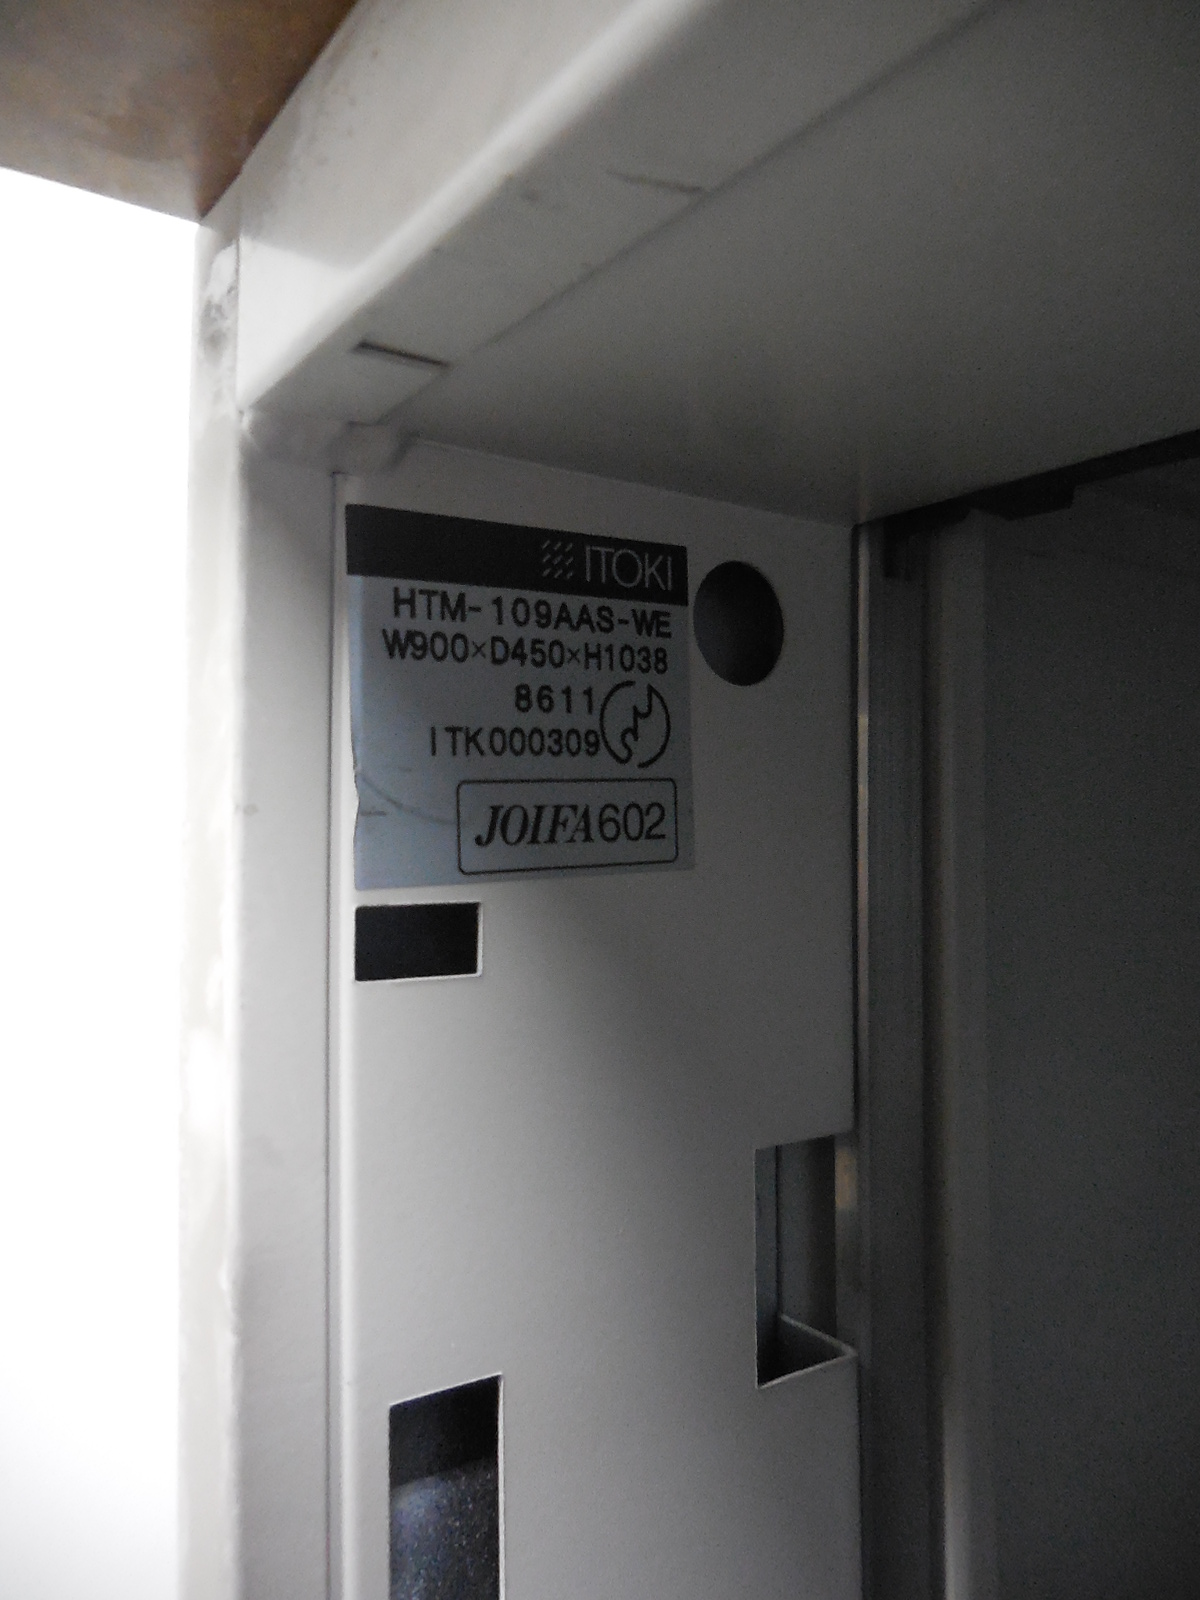 ITOKI
HTM-109AAS-WE
W900×D450×H1038
8611
ITK000309
JOIFA602